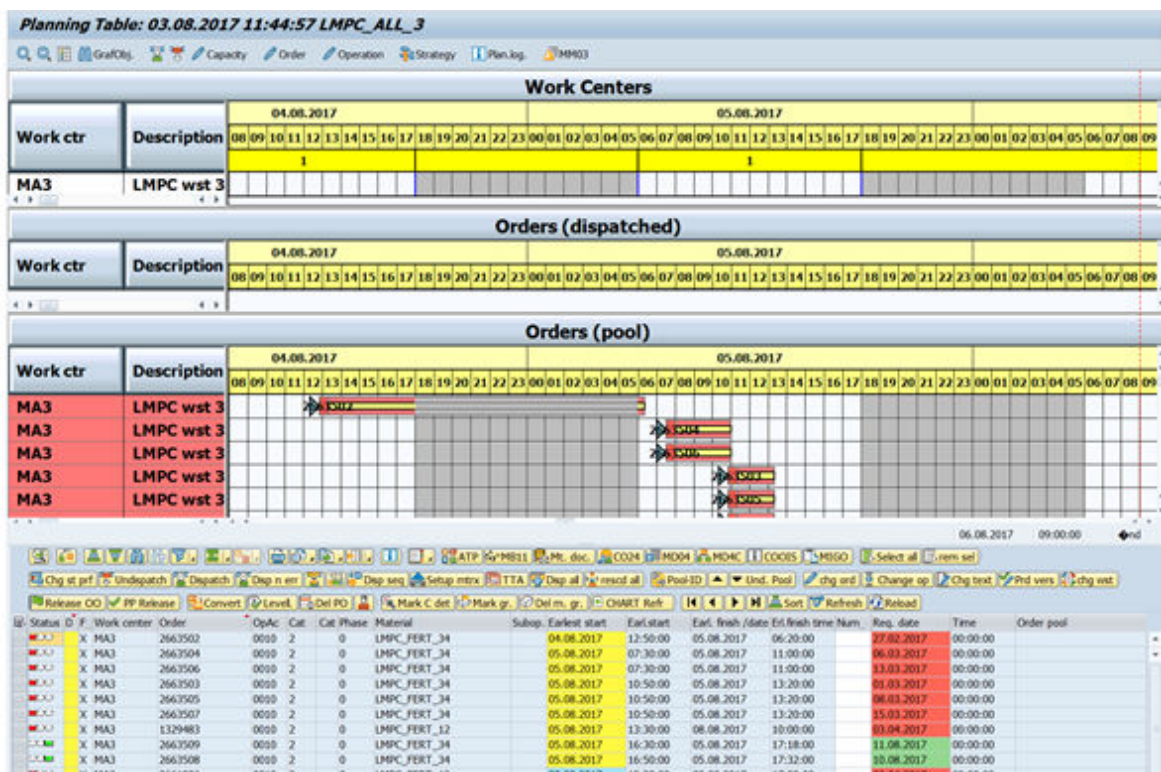 Planning Table: 03.08.2017 11:44:57 LMPC_ALL_3
GrafObj. Capacity Order Operation Strategy Plan.log. MM03
Work Centers
04.08.2017 05.08.2017
Work ctr Description 08 09 10 11 12 13 14 15 16 17 18 19 20 21 22 23 00 01 02 03 04 05 06 07 08 09 10 11 12 13 14 15 16 17 18 19 20 21 22 23 00 01 02 03 04 05 06 07 08 09
1 1
MA3 LMPC wst 3
Orders (dispatched)
04.08.2017 05.08.2017
Work ctr Description 08 09 10 11 12 13 14 15 16 17 18 19 20 21 22 23 00 01 02 03 04 05 06 07 08 09 10 11 12 13 14 15 16 17 18 19 20 21 22 23 00 01 02 03 04 05 06 07 08 09
Orders (pool)
04.08.2017 05.08.2017
Work ctr Description 08 09 10 11 12 13 14 15 16 17 18 19 20 21 22 23 00 01 02 03 04 05 06 07 08 09 10 11 12 13 14 15 16 17 18 19 20 21 22 23 00 01 02 03 04 05 06 07 08 09
MA3 LMPC wst 3
MA3 LMPC wst 3
MA3 LMPC wst 3
MA3 LMPC wst 3
MA3 LMPC wst 3
06.08.2017 09:00:00 �nd
ATP MB11 Mt. doc. CO24 MD04 MD4C COOIS MIGO Select all rem sel
Chg st prf Undespatch Dispatch Disp n err Disp seq Setup mtrx TTA Disp all rescd all Pool-ID Und. Pool chg ord Change op Chg text Prd vers chg wst
Release OO PP Release Convert Level. Del PO Mark C det Mark gr. Del m. gr. CHART Refr Sort Refresh Reload
Status D F Work center Order OpAc Cat Cat Phase Material Subop. Earliest start Earl.start Earl. finish /date Erl.finish time Num_ Req. date Time Order pool
X MA3 2663502 0010 2 0 LMPC_FERT_34 04.08.2017 12:50:00 05.08.2017 06:20:00 27.02.2017 00:00:00
X MA3 2663504 0010 2 0 LMPC_FERT_34 05.08.2017 07:30:00 05.08.2017 11:00:00 06.03.2017 00:00:00
X MA3 2663506 0010 2 0 LMPC_FERT_34 05.08.2017 07:30:00 05.08.2017 11:00:00 13.03.2017 00:00:00
X MA3 2663503 0010 2 0 LMPC_FERT_34 05.08.2017 10:50:00 05.08.2017 13:20:00 01.03.2017 00:00:00
X MA3 2663505 0010 2 0 LMPC_FERT_34 05.08.2017 10:50:00 05.08.2017 13:20:00 08.03.2017 00:00:00
X MA3 2663507 0010 2 0 LMPC_FERT_34 05.08.2017 10:50:00 05.08.2017 13:20:00 15.03.2017 00:00:00
X MA3 1329483 0010 2 0 LMPC_FERT_12 05.08.2017 13:30:00 08.08.2017 10:00:00 03.04.2017 00:00:00
X MA3 2663509 0010 2 0 LMPC_FERT_34 05.08.2017 16:30:00 05.08.2017 17:18:00 11.08.2017 00:00:00
X MA3 2663508 0010 2 0 LMPC_FERT_34 05.08.2017 16:50:00 05.08.2017 17:32:00 10.08.2017 00:00:00